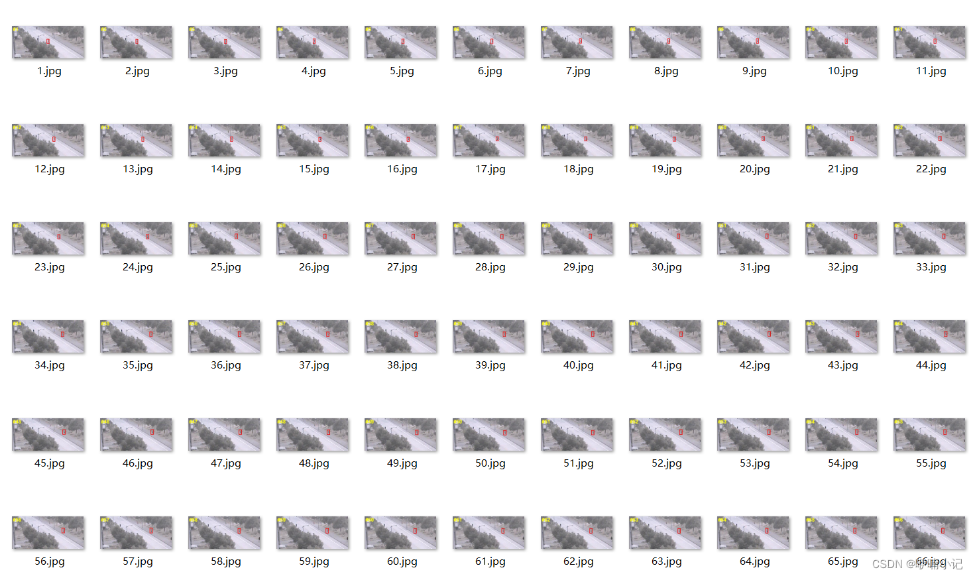 1.jpg 2.jpg 3.jpg 4.jpg 5.jpg 6.jpg 7.jpg 8.jpg 9.jpg 10.jpg 11.jpg
12.jpg 13.jpg 14.jpg 15.jpg 16.jpg 17.jpg 18.jpg 19.jpg 20.jpg 21.jpg 22.jpg
23.jpg 24.jpg 25.jpg 26.jpg 27.jpg 28.jpg 29.jpg 30.jpg 31.jpg 32.jpg 33.jpg
34.jpg 35.jpg 36.jpg 37.jpg 38.jpg 39.jpg 40.jpg 41.jpg 42.jpg 43.jpg 44.jpg
45.jpg 46.jpg 47.jpg 48.jpg 49.jpg 50.jpg 51.jpg 52.jpg 53.jpg 54.jpg 55.jpg
56.jpg 57.jpg 58.jpg 59.jpg 60.jpg 61.jpg 62.jpg 63.jpg 64.jpg 65.jpg 66.jpg
CSDN